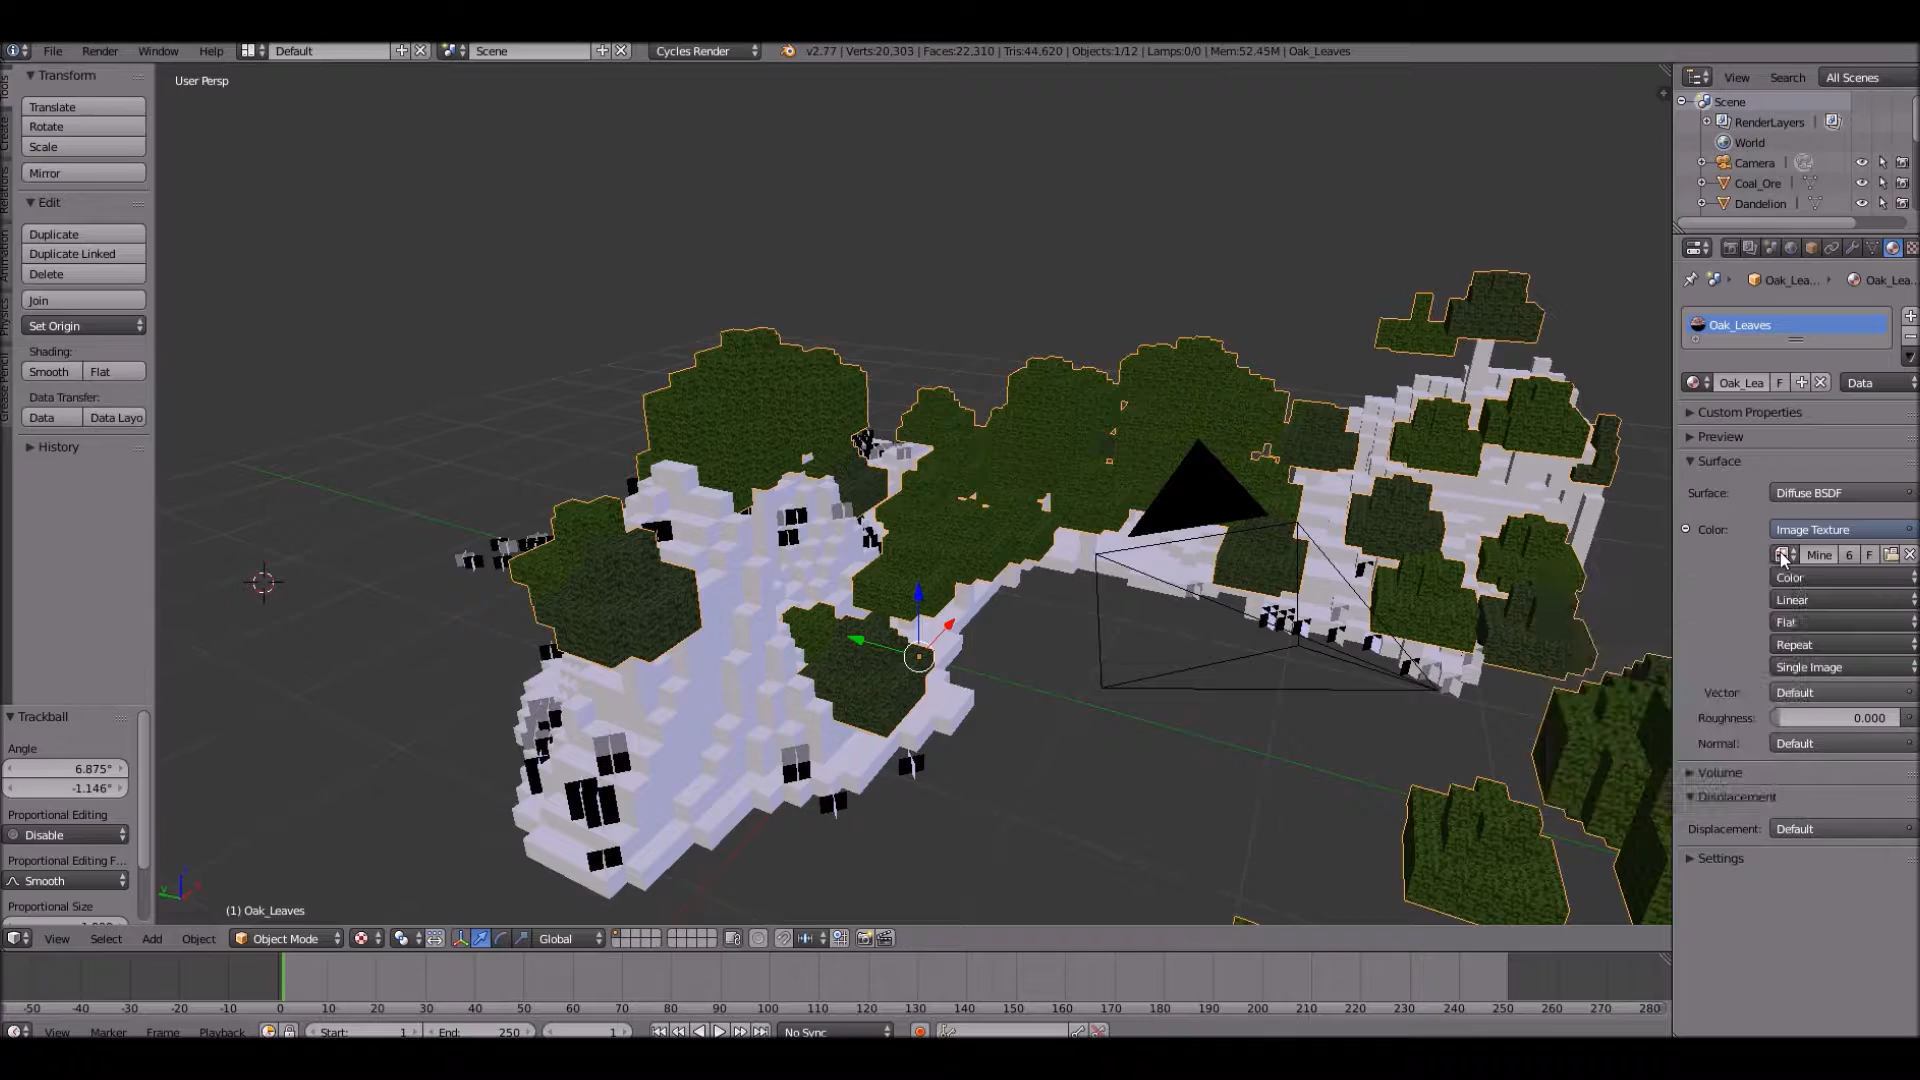 File Render Window Help Default Scene Cycles Render v2.77 | Verts:20,303 | Faces:22,310 | Tris:44,620 | Objects:1/12 | Lamps:0/0 | Mem:52.45M | Oak_Leaves
Transform
Translate
Rotate
Scale
Mirror
Edit
Duplicate
Duplicate Linked
Delete
Join
Set Origin
Shading:
Smooth Flat
Data Transfer:
Data Data Layo
History
Tools
Create
Relations
Animation
Physics
Grease Pencil
Trackball
Angle
6.875°
-1.146°
Proportional Editing
Disable
Proportional Editing F...
Smooth
Proportional Size
User Persp
(1) Oak_Leaves
View Select Add Object Object Mode Global
-50 -40 -30 -20 -10 0 10 20 30 40 50 60 70 80 90 100 110 120 130 140 150 160 170 180 190 200 210 220 230 240 250 260 270 280
View Marker Frame Playback Start: 1 End: 250 1 No Sync
View Search All Scenes
Scene
RenderLayers |
World
Camera |
Coal_Ore |
Dandelion |
Oak_Lea... Oak_Lea...
Oak_Leaves
Oak_Lea F Data
Custom Properties
Preview
Surface
Surface: Diffuse BSDF
Color: Image Texture
Mine 6 F
Color
Linear
Flat
Repeat
Single Image
Vector: Default
Roughness: 0.000
Normal: Default
Volume
Displacement
Displacement: Default
Settings